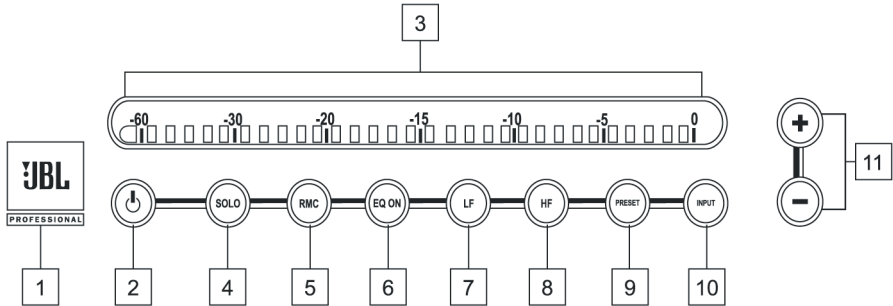 3
-60 -30 -20 -15 -10 -5 0
+
11
JBL
PROFESSIONAL
SOLO RMC EQ ON LF HF PRESET INPUT
−
1 2 4 5 6 7 8 9 10